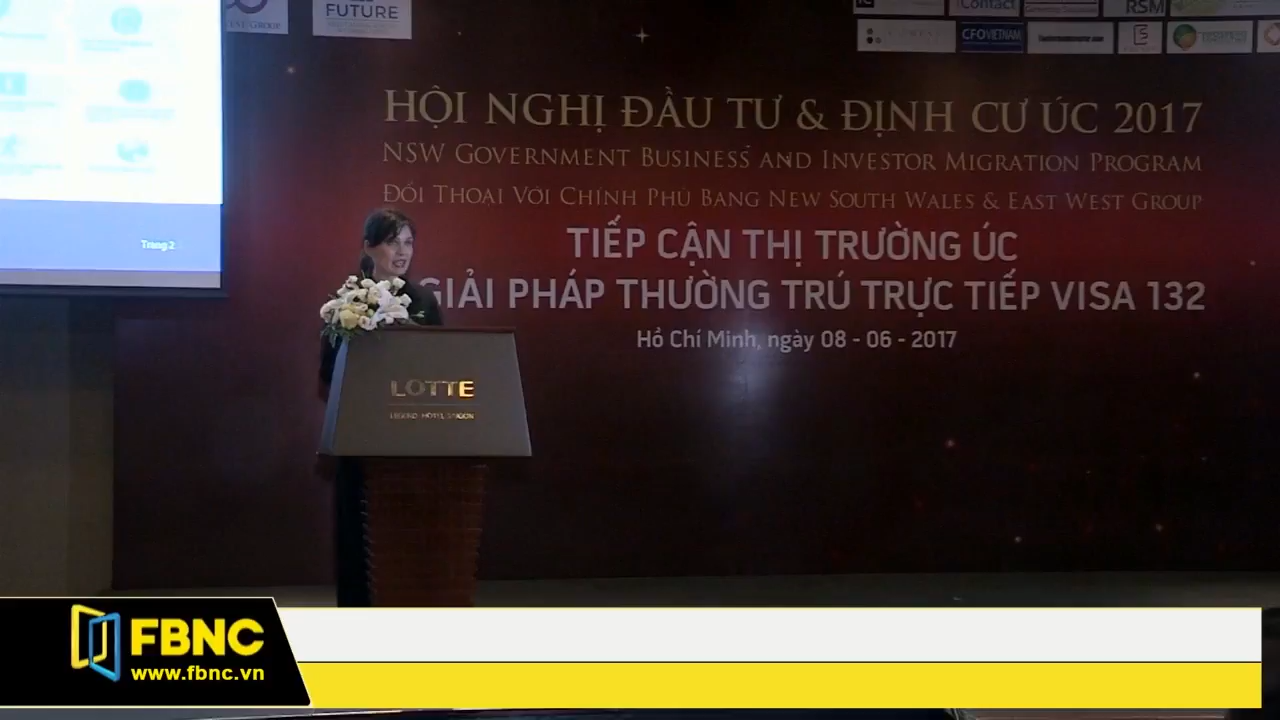 FUTURE
Contact
RSM
CFOVIETNAM
HỘI NGHỊ ĐẦU TƯ & ĐỊNH CƯ ÚC 2017
NSW GOVERNMENT BUSINESS AND INVESTOR MIGRATION PROGRAM
ĐỐI THOẠI VỚI CHÍNH PHỦ BANG NEW SOUTH WALES & EAST WEST GROUP
TIẾP CẬN THỊ TRƯỜNG ÚC
GIẢI PHÁP THƯỜNG TRÚ TRỰC TIẾP VISA 132
Hồ Chí Minh, ngày 08 - 06 - 2017
Trang 2
LOTTE
LEGEND HOTEL SAIGON
FBNC
www.fbnc.vn